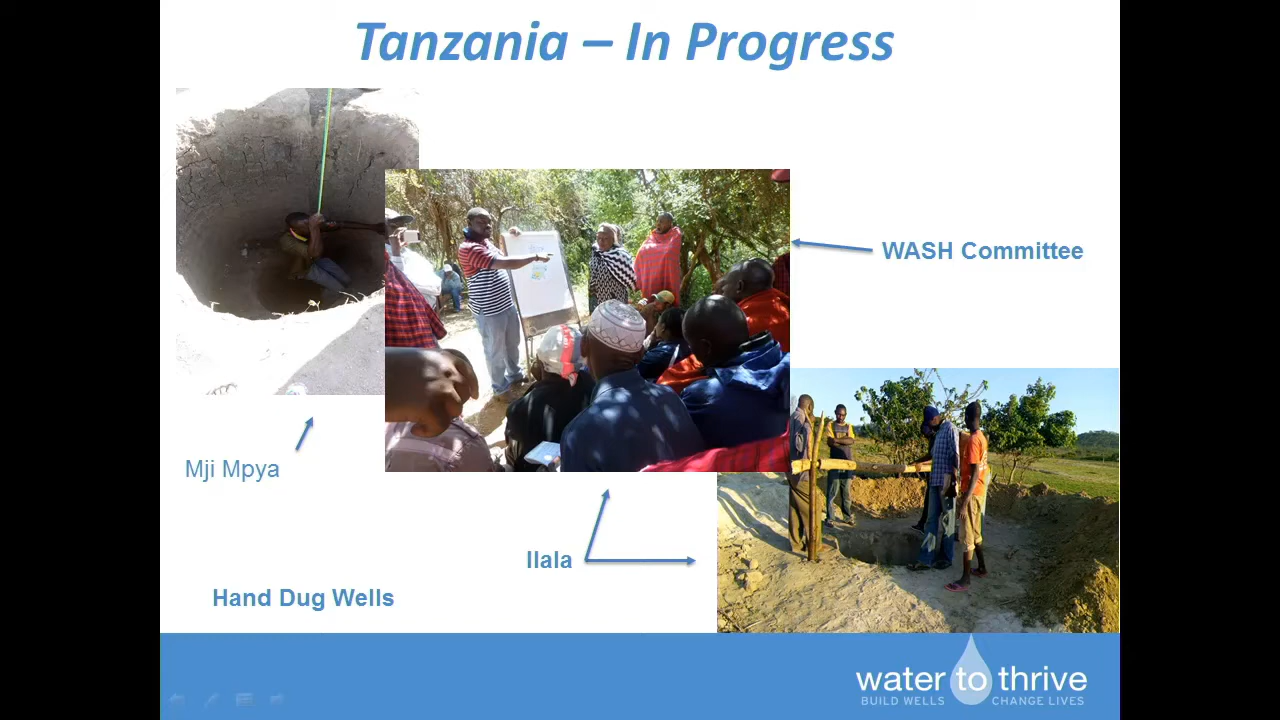 Tanzania – In Progress
WASH Committee
Mji Mpya
Ilala
Hand Dug Wells
water to thrive
BUILD WELLS CHANGE LIVES